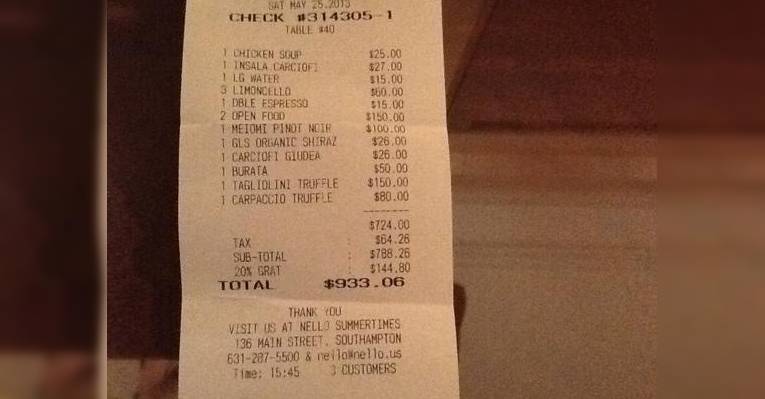 SAT MAY 25.2013
CHECK #314305-1
TABLE #40
1 CHICKEN SOUP $25.00
1 INSALA CARCIOFI $27.00
1 LG WATER $15.00
3 LIMONCELLO $60.00
1 DBLE ESPRESSO $15.00
2 OPEN FOOD $150.00
1 MEIOMI PINOT NOIR $100.00
1 GLS ORGANIC SHIRAZ $26.00
1 CARCIOFI GIUDEA $26.00
1 BURATA $50.00
1 TAGLIOLINI TRUFFLE $150.00
1 CARPACCIO TRUFFLE $80.00
--------
$724.00
TAX : $64.26
SUB-TOTAL : $788.26
20% GRAT : $144.80
TOTAL $933.06
THANK YOU
VISIT US AT NELLO SUMMERTIMES
136 MAIN STREET, SOUTHAMPTON
631-287-5500 & nello@nello.us
Time: 15:45 3 CUSTOMERS